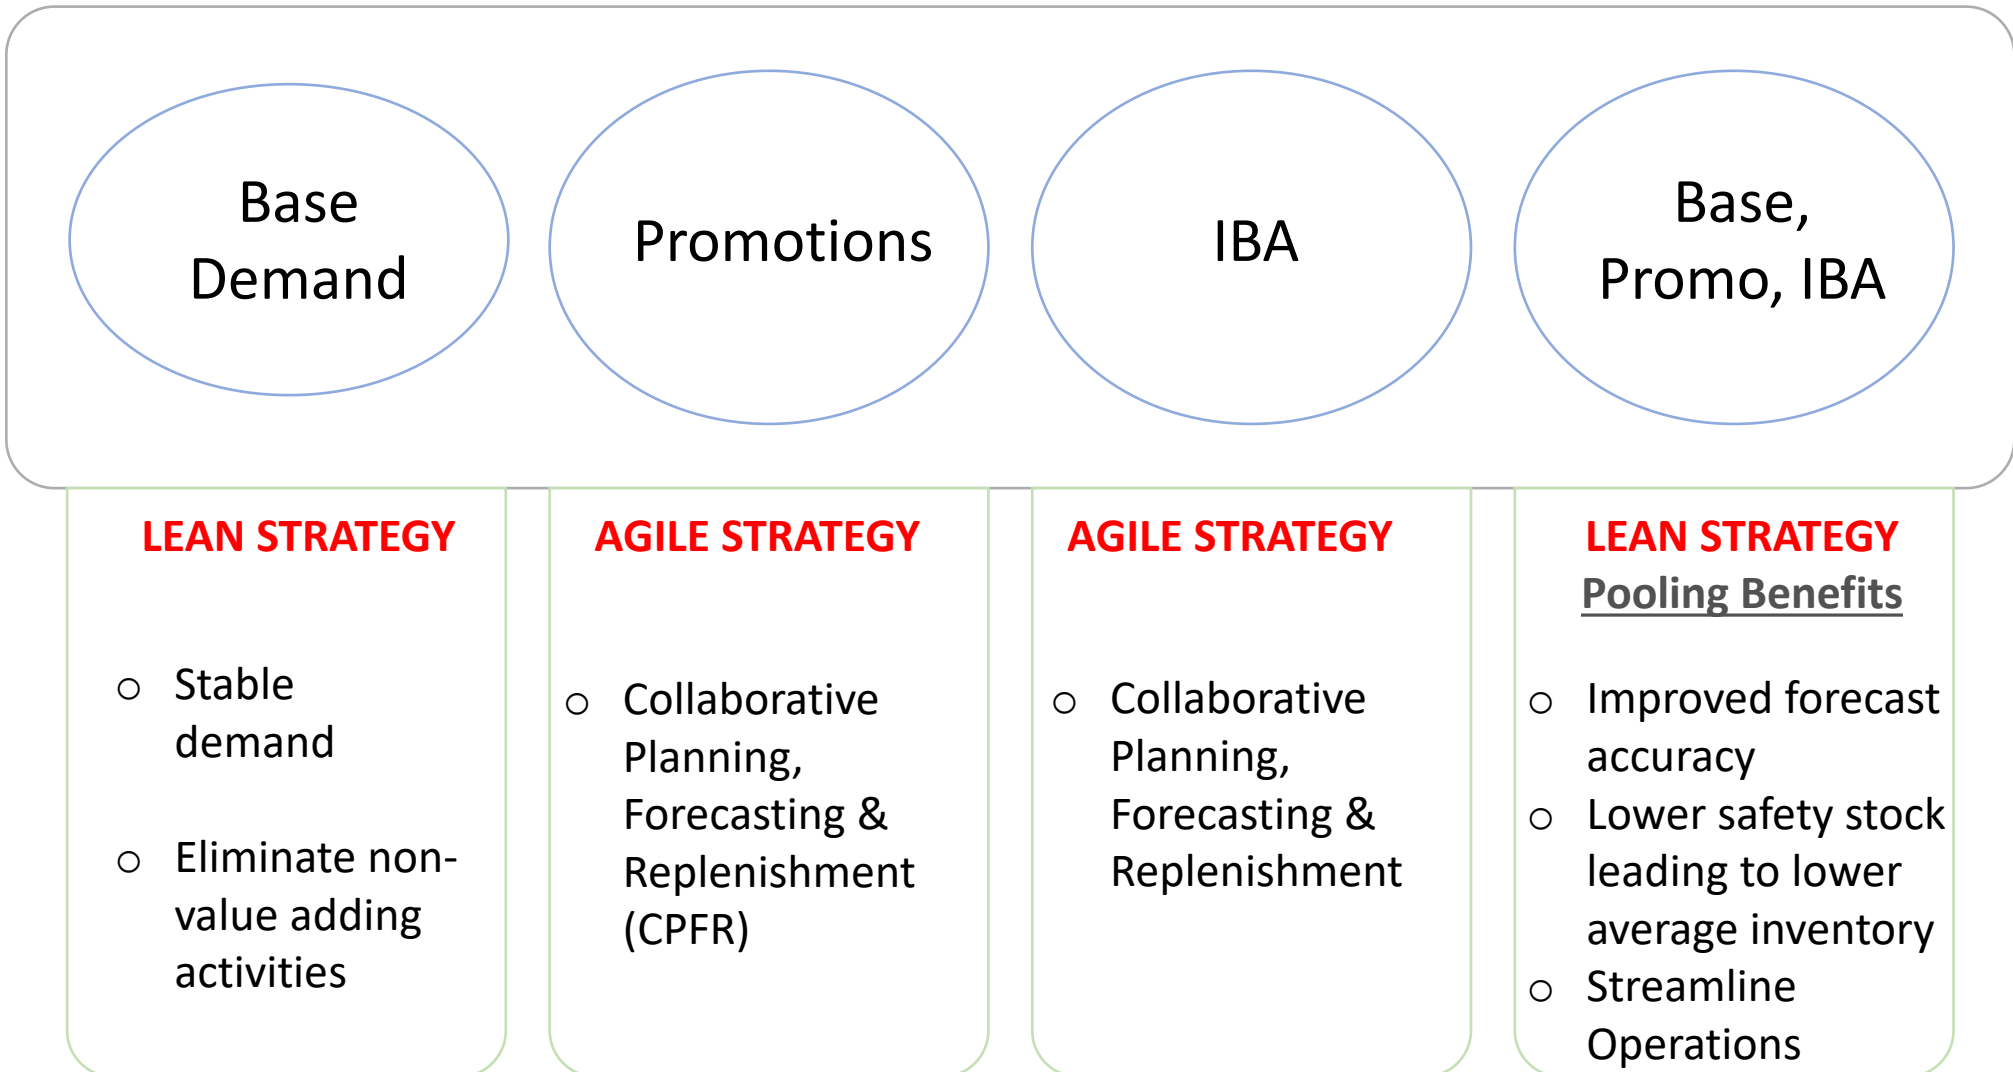 Base
Demand
Promotions
IBA
Base,
Promo, IBA
LEAN STRATEGY
○ Stable
demand
○ Eliminate non-
value adding
activities
AGILE STRATEGY
○ Collaborative
Planning,
Forecasting &
Replenishment
(CPFR)
AGILE STRATEGY
○ Collaborative
Planning,
Forecasting &
Replenishment
LEAN STRATEGY
Pooling Benefits
○ Improved forecast
accuracy
○ Lower safety stock
leading to lower
average inventory
○ Streamline
Operations